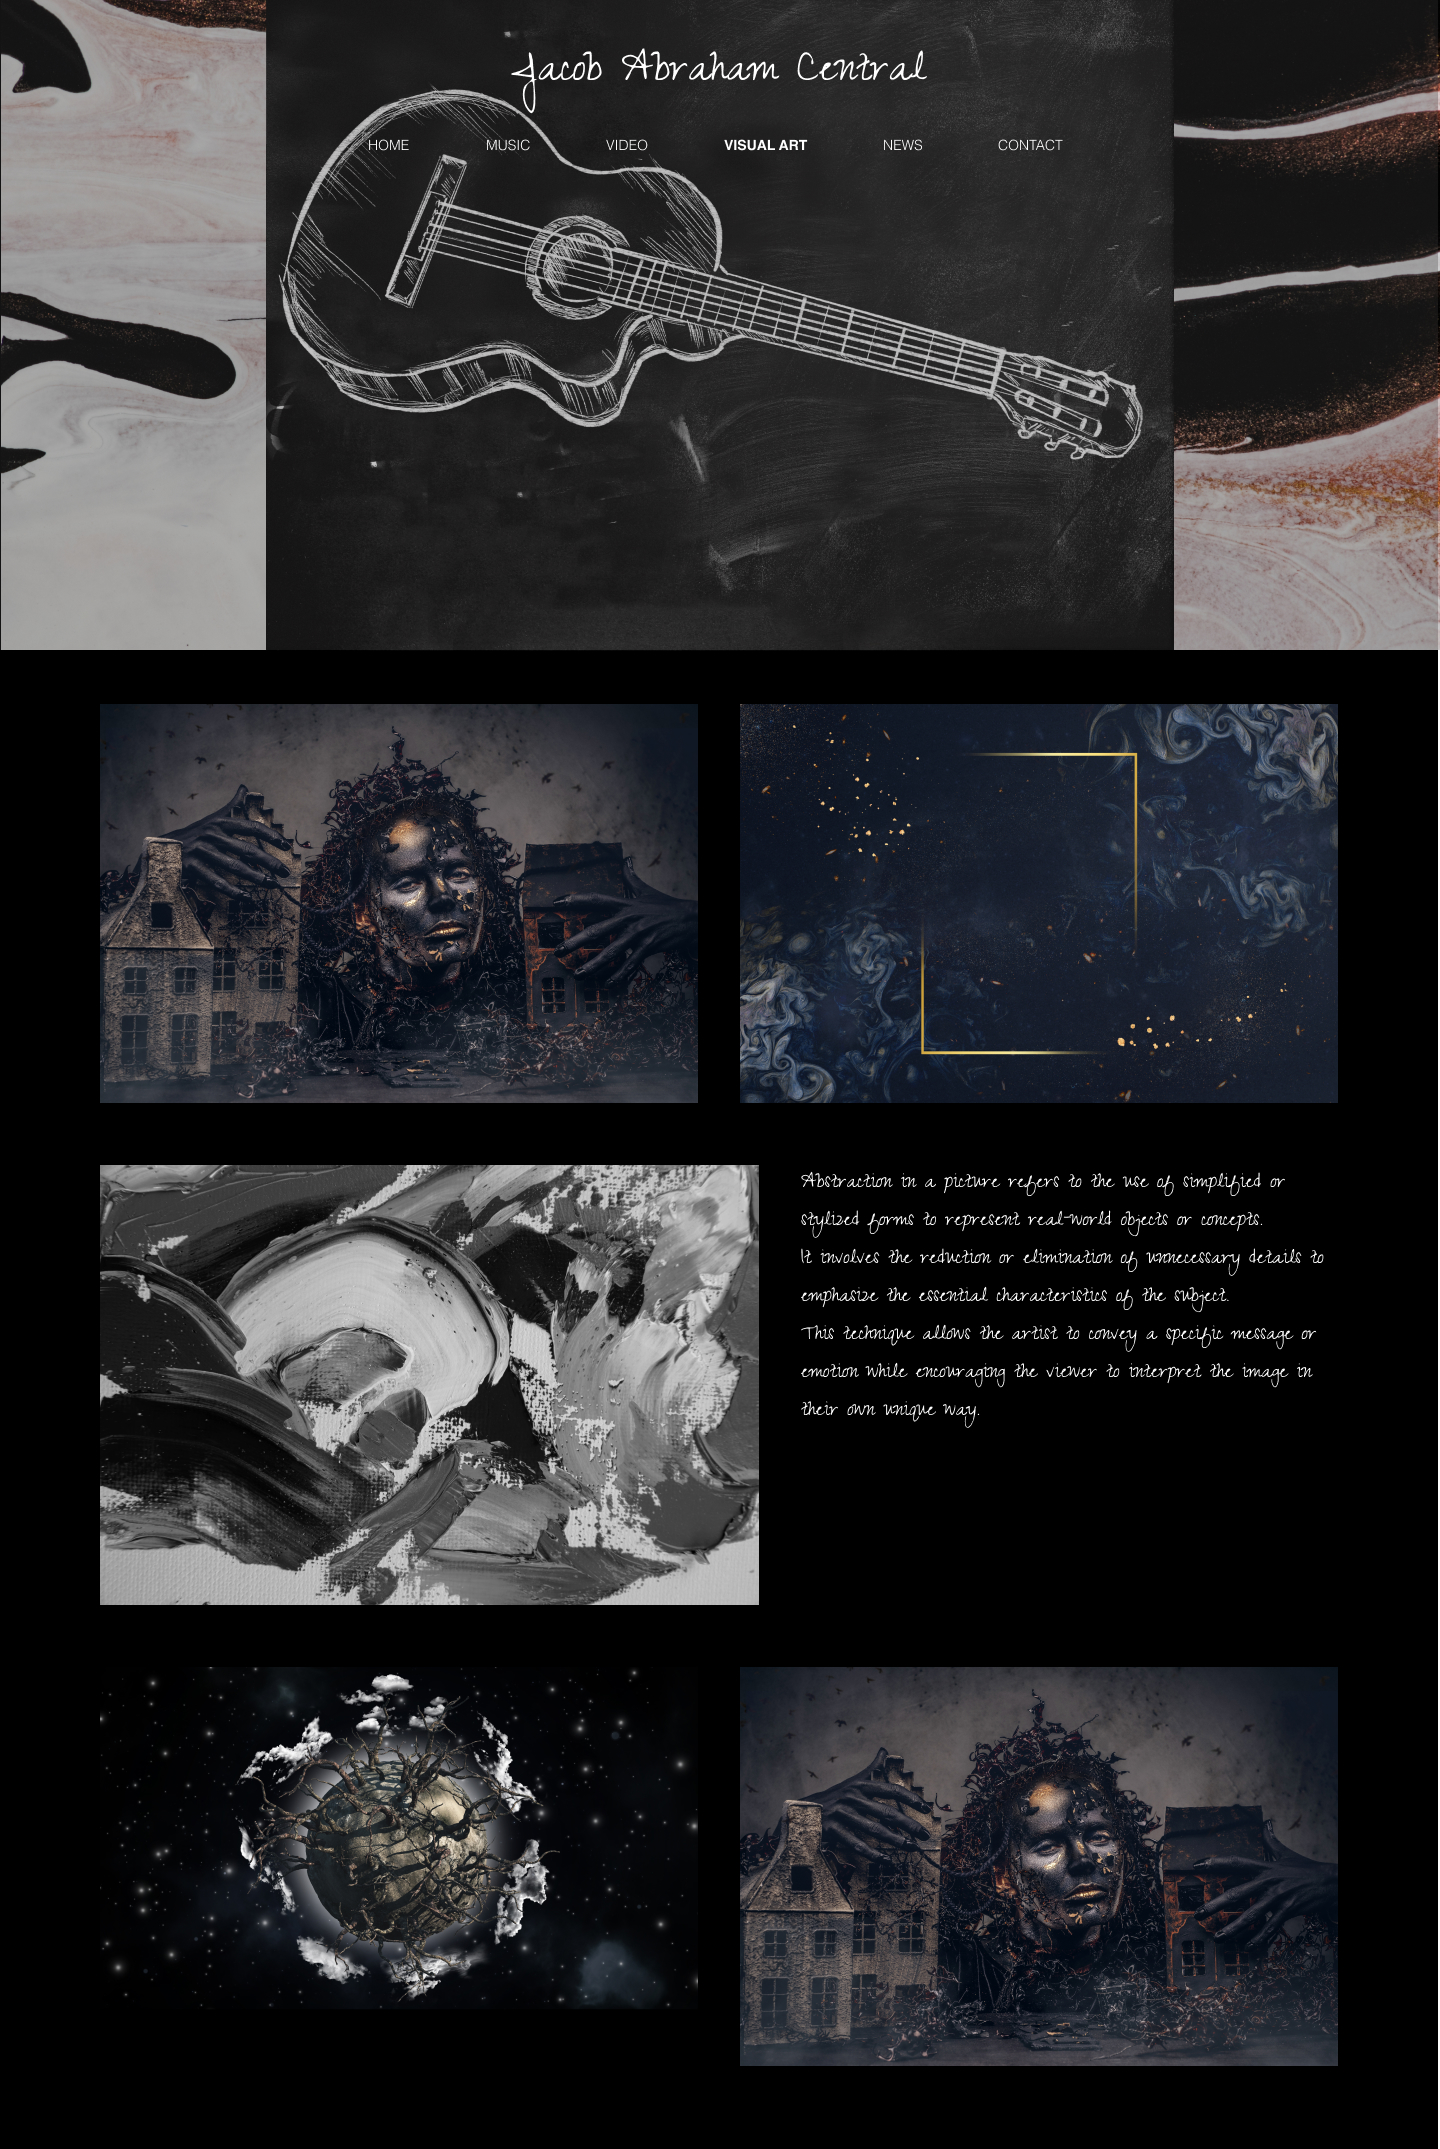 Jacob Abraham Central
HOME MUSIC VIDEO VISUAL ART NEWS CONTACT
Abstraction in a picture refers to the use of simplified or
stylized forms to represent real-world objects or concepts.
It involves the reduction or elimination of unnecessary details to
emphasize the essential characteristics of the subject.
This technique allows the artist to convey a specific message or
emotion while encouraging the viewer to interpret the image in
their own unique way.